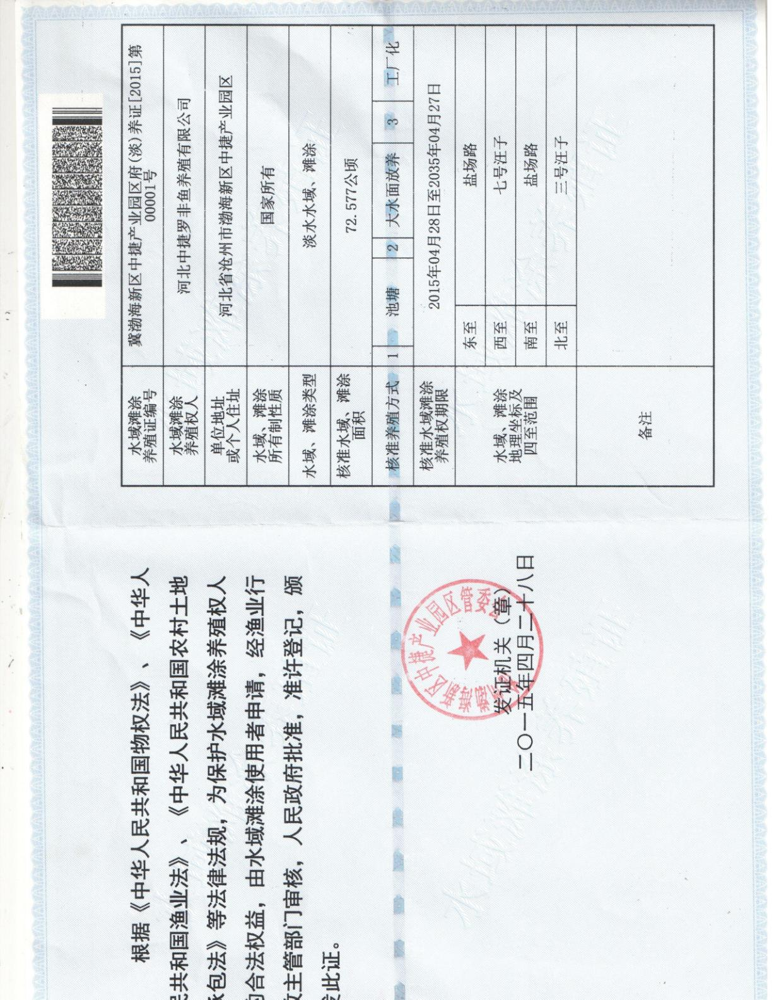 根据《中华人民共和国物权法》、《中华人
民共和国渔业法》、《中华人民共和国农村土地
承包法》等法律法规，为保护水域滩涂养殖权人
的合法权益，由水域滩涂使用者申请，经渔业行
政主管部门审核，人民政府批准，准许登记，颁
发此证。
发证机关（章）
二〇一五年四月二十八日
水域滩涂
养殖证编号
冀渤海新区中捷产业园区府(淡)养证[2015]第
00001号
水域滩涂
养殖权人
河北中捷罗非鱼养殖有限公司
单位地址
或个人住址
河北省沧州市渤海新区中捷产业园区
水域、滩涂
所有制性质
国家所有
水域、滩涂类型
淡水水域、滩涂
核准水域、滩涂
面积
72.577公顷
核准养殖方式 1 池塘 2 大水面放养 3 工厂化
核准水域滩涂
养殖权期限
2015年04月28日至2035年04月27日
水域、滩涂
地理坐标及
四至范围
东至 盐场路
西至 七号汪子
南至 盐场路
北至 三号汪子
备注